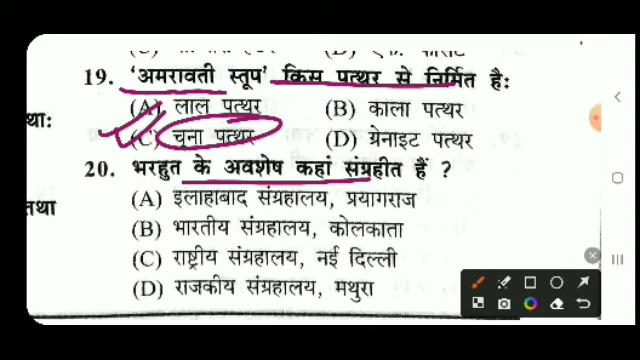 19. 'अमरावती स्तूप' किस पत्थर से निर्मित है:
(A) लाल पत्थर (B) काला पत्थर
था:
(C) चूना पत्थर (D) ग्रेनाइट पत्थर
20. भरहुत के अवशेष कहां संग्रहीत हैं ?
(A) इलाहाबाद संग्रहालय, प्रयागराज
तथा
(B) भारतीय संग्रहालय, कोलकाता
(C) राष्ट्रीय संग्रहालय, नई दिल्ली
(D) राजकीय संग्रहालय, मथुरा